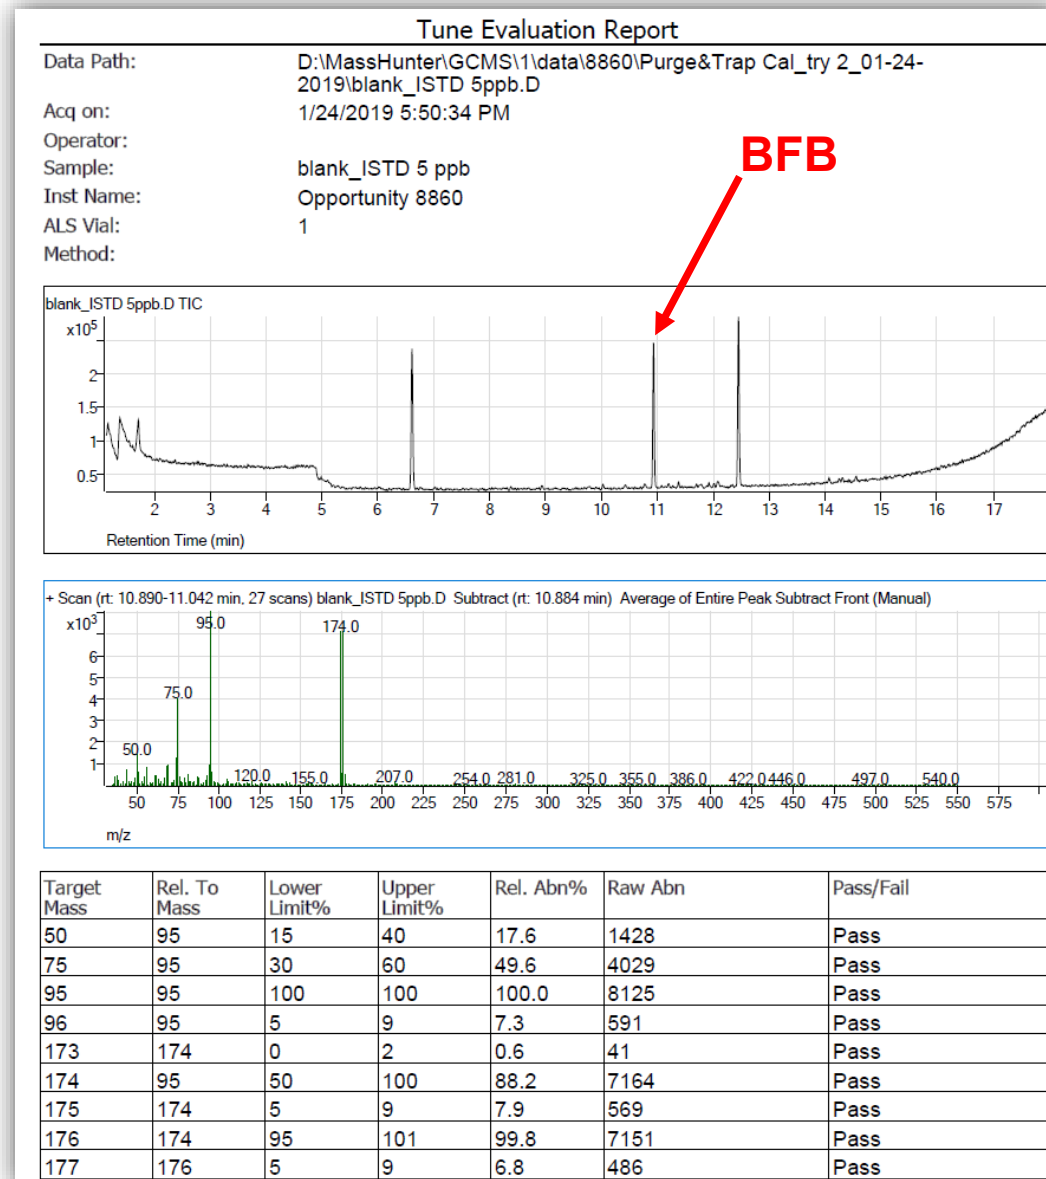 Tune Evaluation Report
Data Path: D:\MassHunter\GCMS\1\data\8860\Purge&Trap Cal_try 2_01-24-
2019\blank_ISTD 5ppb.D
Acq on: 1/24/2019 5:50:34 PM
Operator:
Sample: blank_ISTD 5 ppb
Inst Name: Opportunity 8860
ALS Vial: 1
Method:
BFB
blank_ISTD 5ppb.D TIC
x10⁵
2
1.5
1
0.5
2 3 4 5 6 7 8 9 10 11 12 13 14 15 16 17
Retention Time (min)
+ Scan (rt: 10.890-11.042 min, 27 scans) blank_ISTD 5ppb.D Subtract (rt: 10.884 min) Average of Entire Peak Subtract Front (Manual)
x10³
95.0 174.0
6
5
75.0
4
3
2
50.0
1
120.0 155.0 207.0 254.0 281.0 325.0 355.0 386.0 422.0 446.0 497.0 540.0
50 75 100 125 150 175 200 225 250 275 300 325 350 375 400 425 450 475 500 525 550 575
m/z
Target Mass Rel. To Mass Lower Limit% Upper Limit% Rel. Abn% Raw Abn Pass/Fail
50 95 15 40 17.6 1428 Pass
75 95 30 60 49.6 4029 Pass
95 95 100 100 100.0 8125 Pass
96 95 5 9 7.3 591 Pass
173 174 0 2 0.6 41 Pass
174 95 50 100 88.2 7164 Pass
175 174 5 9 7.9 569 Pass
176 174 95 101 99.8 7151 Pass
177 176 5 9 6.8 486 Pass